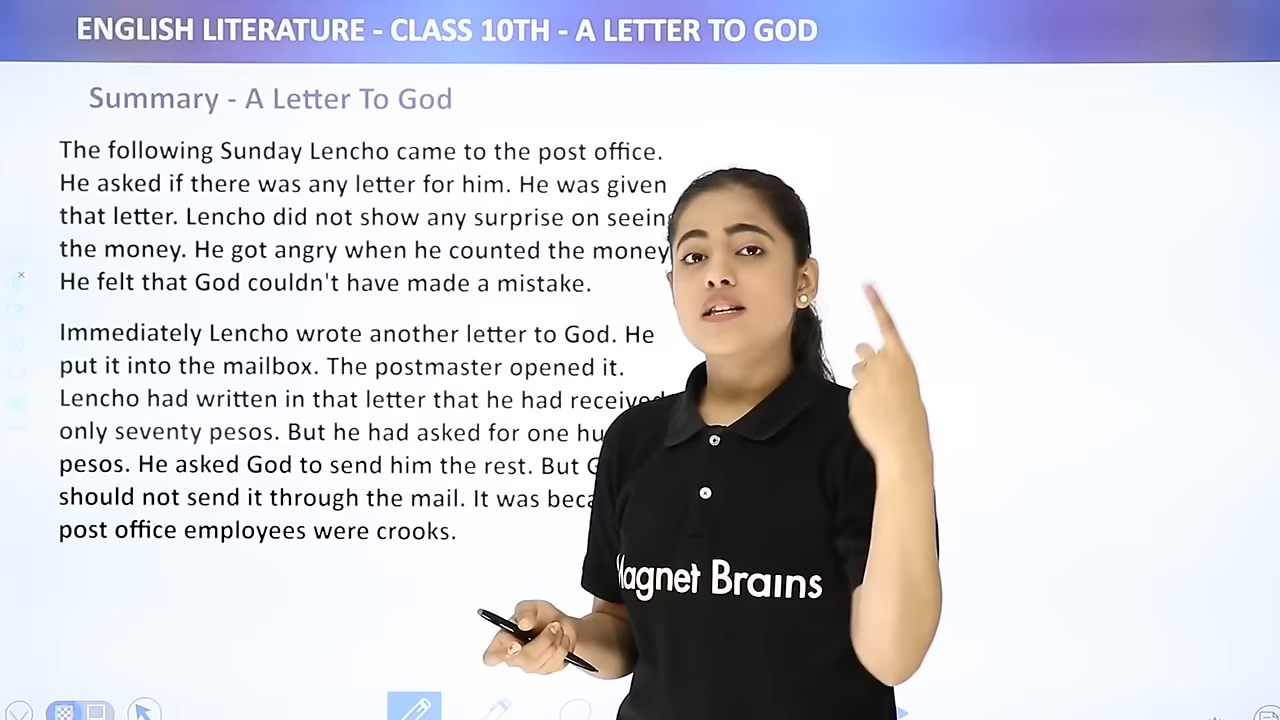 ENGLISH LITERATURE - CLASS 10TH - A LETTER TO GOD
Summary - A Letter To God
The following Sunday Lencho came to the post office.
He asked if there was any letter for him. He was given
that letter. Lencho did not show any surprise on seeing
the money. He got angry when he counted the money
He felt that God couldn't have made a mistake.
Immediately Lencho wrote another letter to God. He
put it into the mailbox. The postmaster opened it.
Lencho had written in that letter that he had received
only seventy pesos. But he had asked for one
pesos. He asked God to send him the rest. But
should not send it through the mail. It was
post office employees were crooks.
Magnet Brains